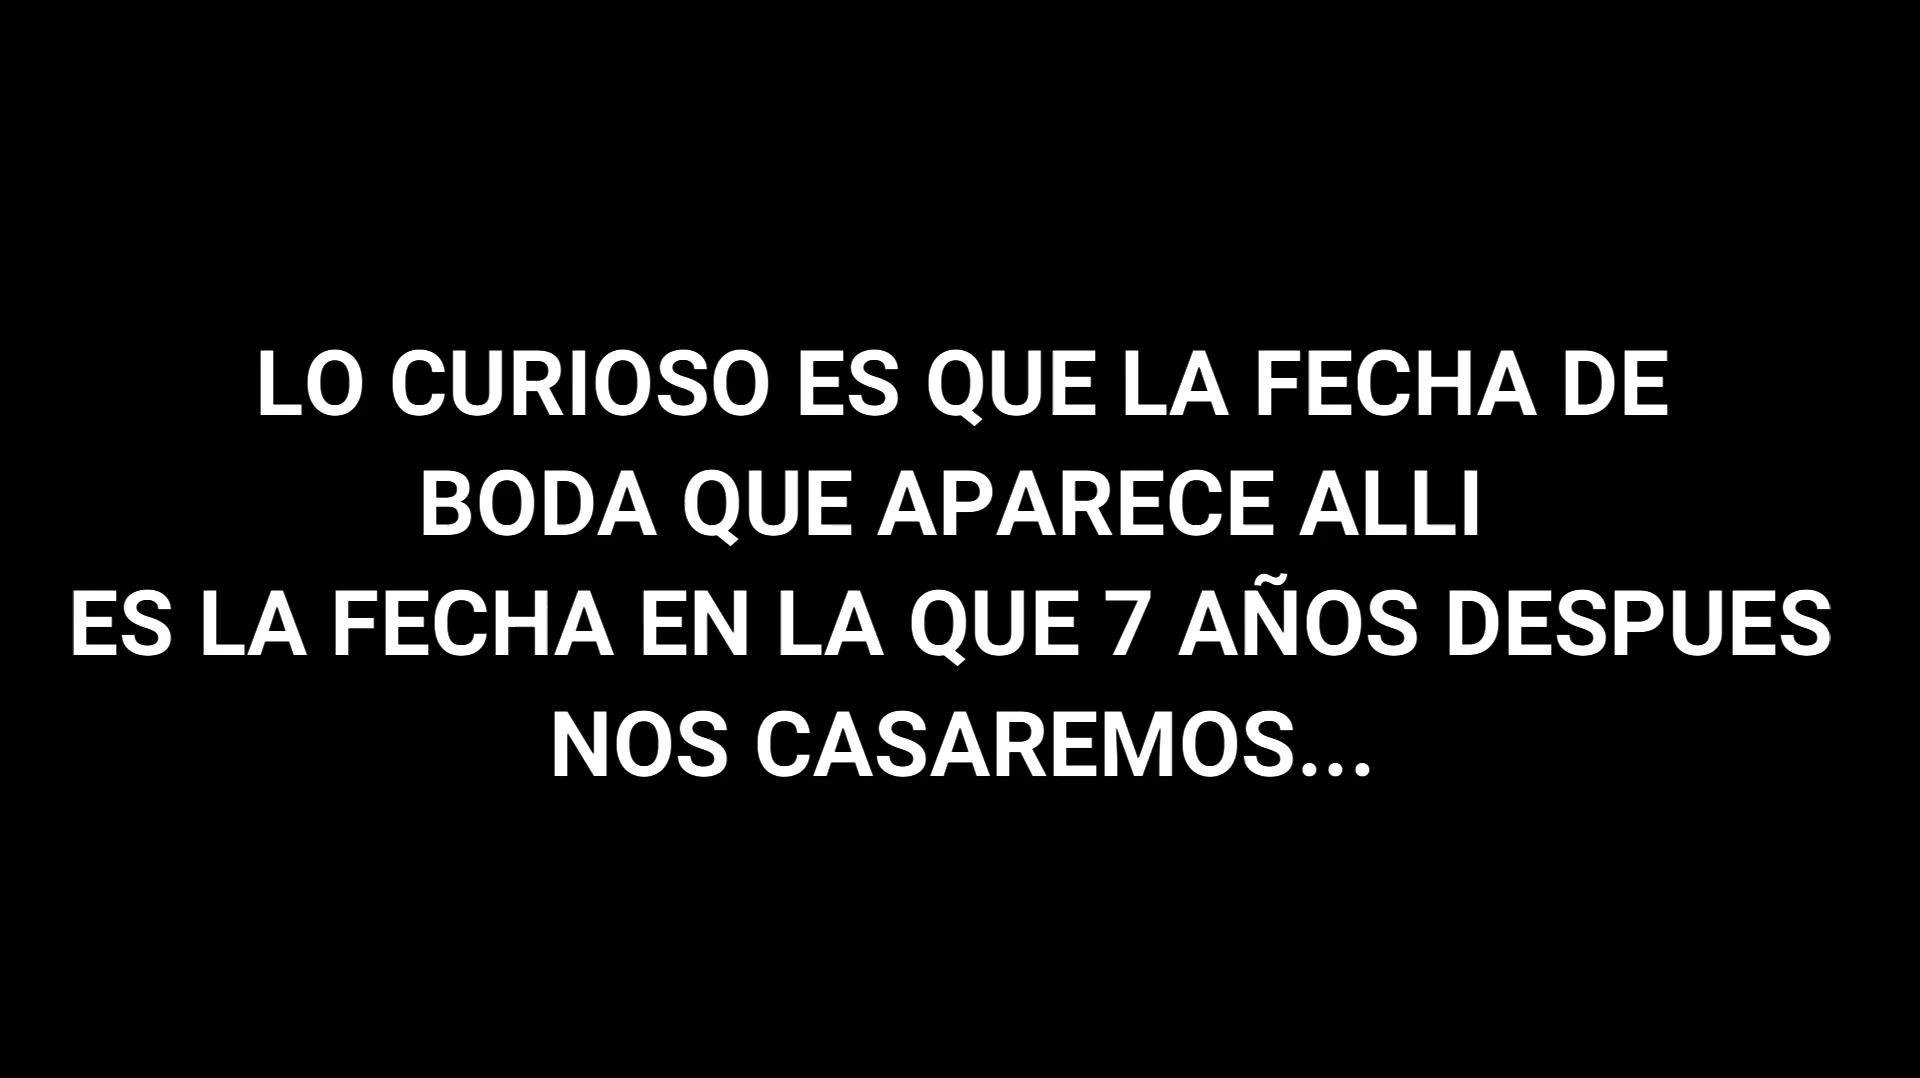 LO CURIOSO ES QUE LA FECHA DE
BODA QUE APARECE ALLI
ES LA FECHA EN LA QUE 7 AÑOS DESPUES
NOS CASAREMOS...